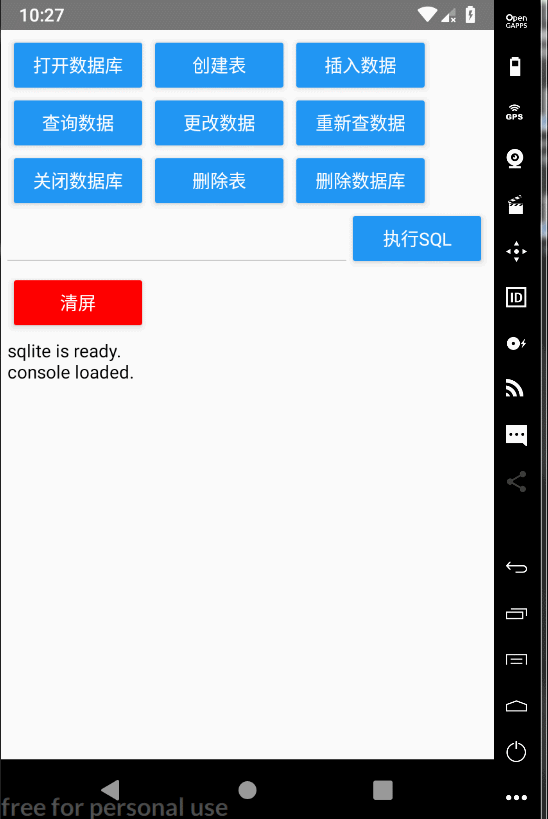 10:27
打开数据库 创建表 插入数据
查询数据 更改数据 重新查数据
关闭数据库 删除表 删除数据库
执行SQL
清屏
sqlite is ready.
console loaded.
free for personal use
Open
GAPPS
GPS
ID